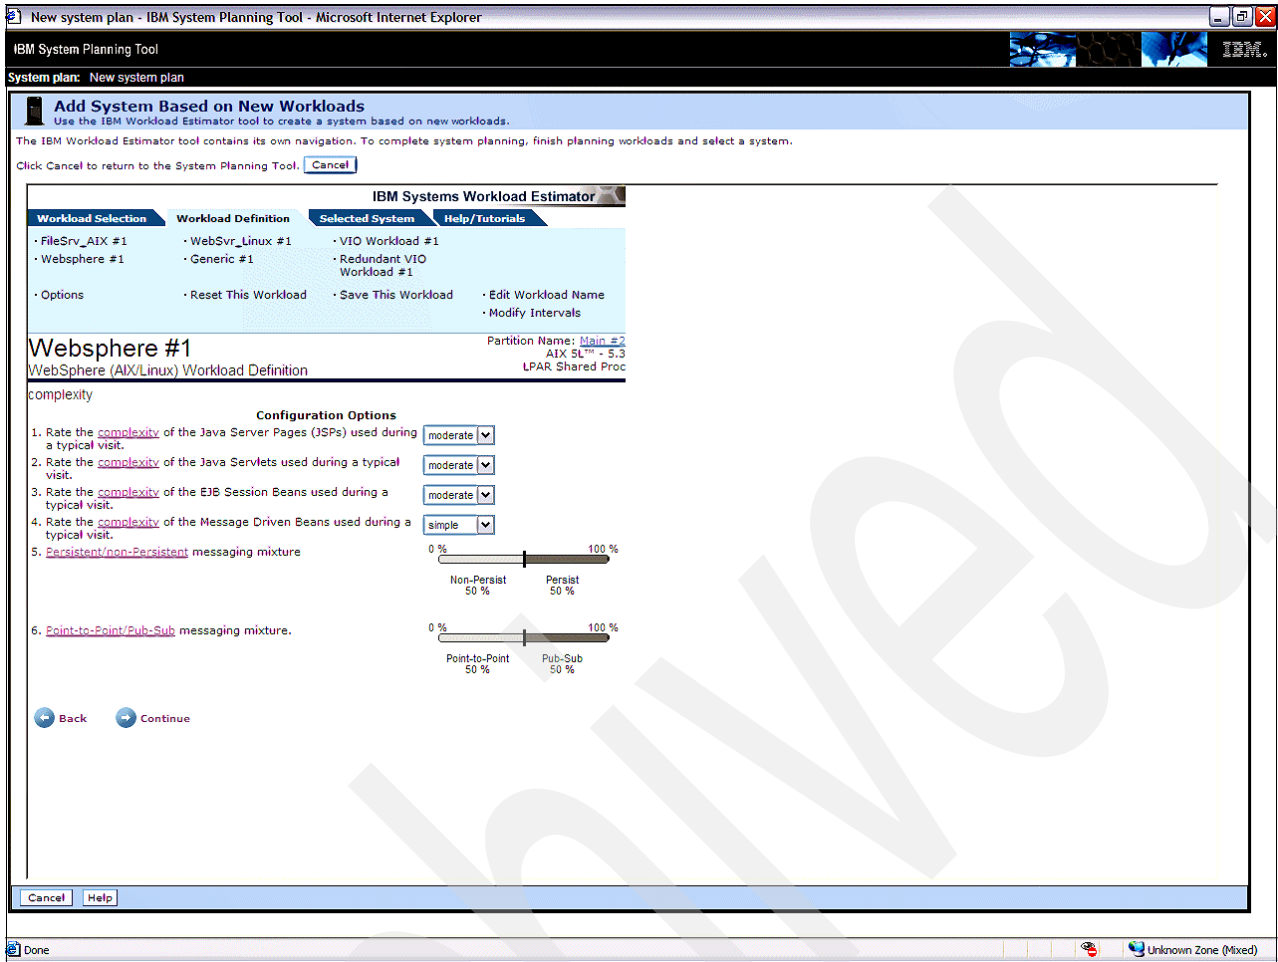 New system plan - IBM System Planning Tool - Microsoft Internet Explorer
IBM System Planning Tool
IBM.
System plan: New system plan
Add System Based on New Workloads
Use the IBM Workload Estimator tool to create a system based on new workloads.
The IBM Workload Estimator tool contains its own navigation. To complete system planning, finish planning workloads and select a system.
Click Cancel to return to the System Planning Tool. Cancel
IBM Systems Workload Estimator
Workload Selection Workload Definition Selected System Help/Tutorials
· FileSrv_AIX #1 · WebSvr_Linux #1 · VIO Workload #1
· Websphere #1 · Generic #1 · Redundant VIO
Workload #1
· Options · Reset This Workload · Save This Workload · Edit Workload Name
· Modify Intervals
Websphere #1
WebSphere (AIX/Linux) Workload Definition
Partition Name: Main #2
AIX 5L™ - 5.3
LPAR Shared Proc
complexity
Configuration Options
1. Rate the complexity of the Java Server Pages (JSPs) used during moderate
a typical visit.
2. Rate the complexity of the Java Servlets used during a typical moderate
visit.
3. Rate the complexity of the EJB Session Beans used during a moderate
typical visit.
4. Rate the complexity of the Message Driven Beans used during a simple
typical visit.
5. Persistent/non-Persistent messaging mixture 0 % 100 %
Non-Persist Persist
50 % 50 %
6. Point-to-Point/Pub-Sub messaging mixture. 0 % 100 %
Point-to-Point Pub-Sub
50 % 50 %
Back Continue
Cancel Help
Done Unknown Zone (Mixed)